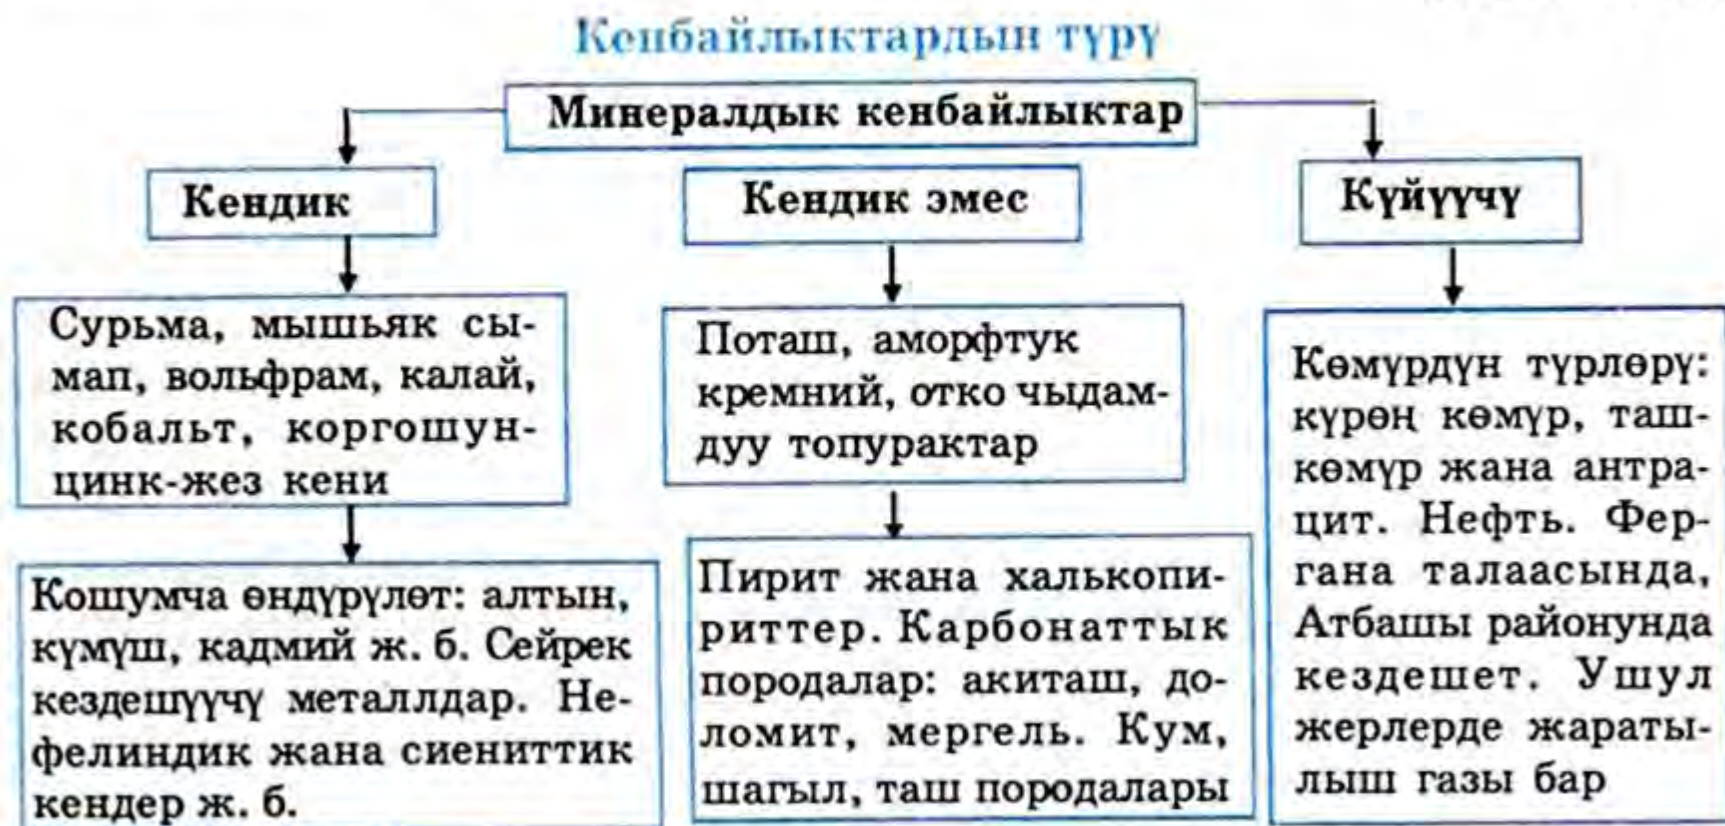 Кенбайлыктардын түрү
Минералдык кенбайлыктар
Кендик
Кендик эмес
Күйүүчү
Сурьма, мышьяк сы-
мап, вольфрам, калай,
кобальт, коргошун-
цинк-жез кени
Кошумча өндүрүлөт: алтын,
күмүш, кадмий ж. б. Сейрек
кездешүүчү металлдар. Не-
фелиндик жана сиениттик
кендер ж. б.
Поташ, аморфтук
кремний, отко чыдам-
дуу топурактар
Пирит жана халькопи-
риттер. Карбонаттык
породалар: акиташ, до-
ломит, мергель. Кум,
шагыл, таш породалары
Көмүрдүн түрлөрү:
күрөң көмүр, таш-
көмүр жана антра-
цит. Нефть. Фер-
гана талаасында,
Атбашы районунда
кездешет. Ушул
жерлерде жараты-
лыш газы бар